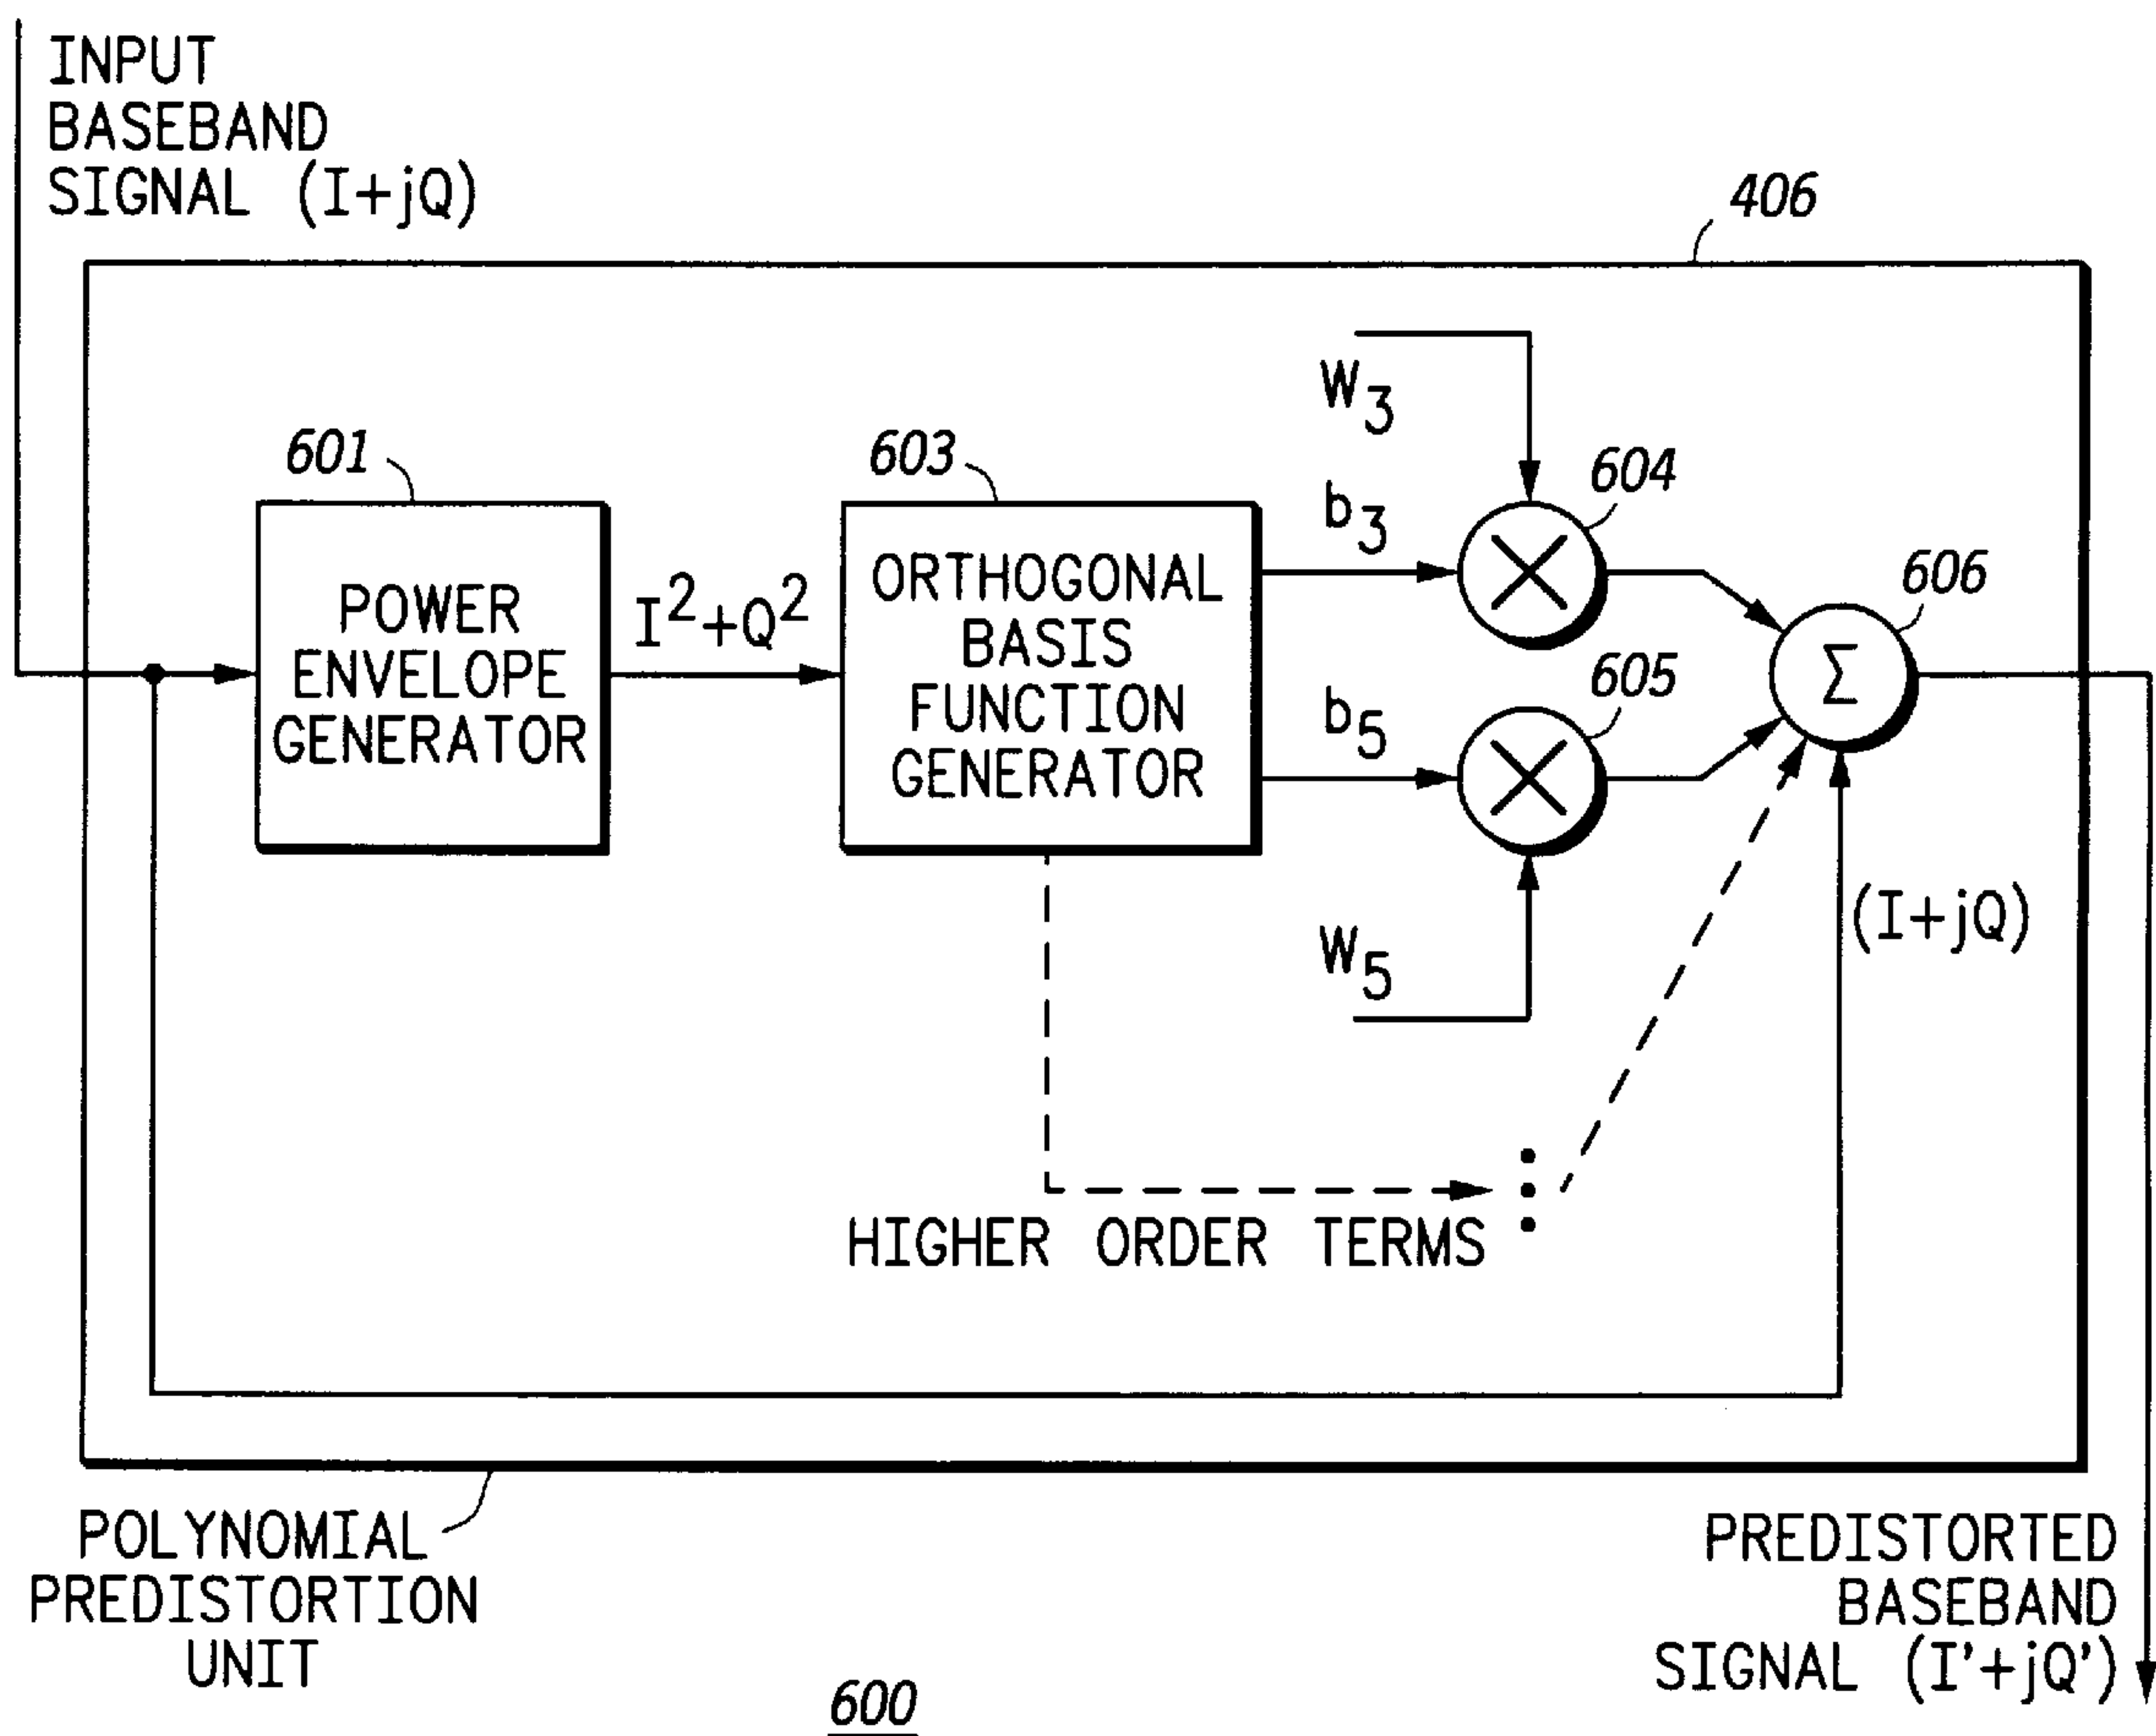 INPUT
BASEBAND
SIGNAL (I+jQ)
406
601
POWER
ENVELOPE
GENERATOR
I²+Q²
603
ORTHOGONAL
BASIS
FUNCTION
GENERATOR
W₃
b₃
604
×
b₅
605
×
W₅
606
Σ
(I+jQ)
HIGHER ORDER TERMS
POLYNOMIAL
PREDISTORTION
UNIT
PREDISTORTED
BASEBAND
SIGNAL (I'+jQ')
600